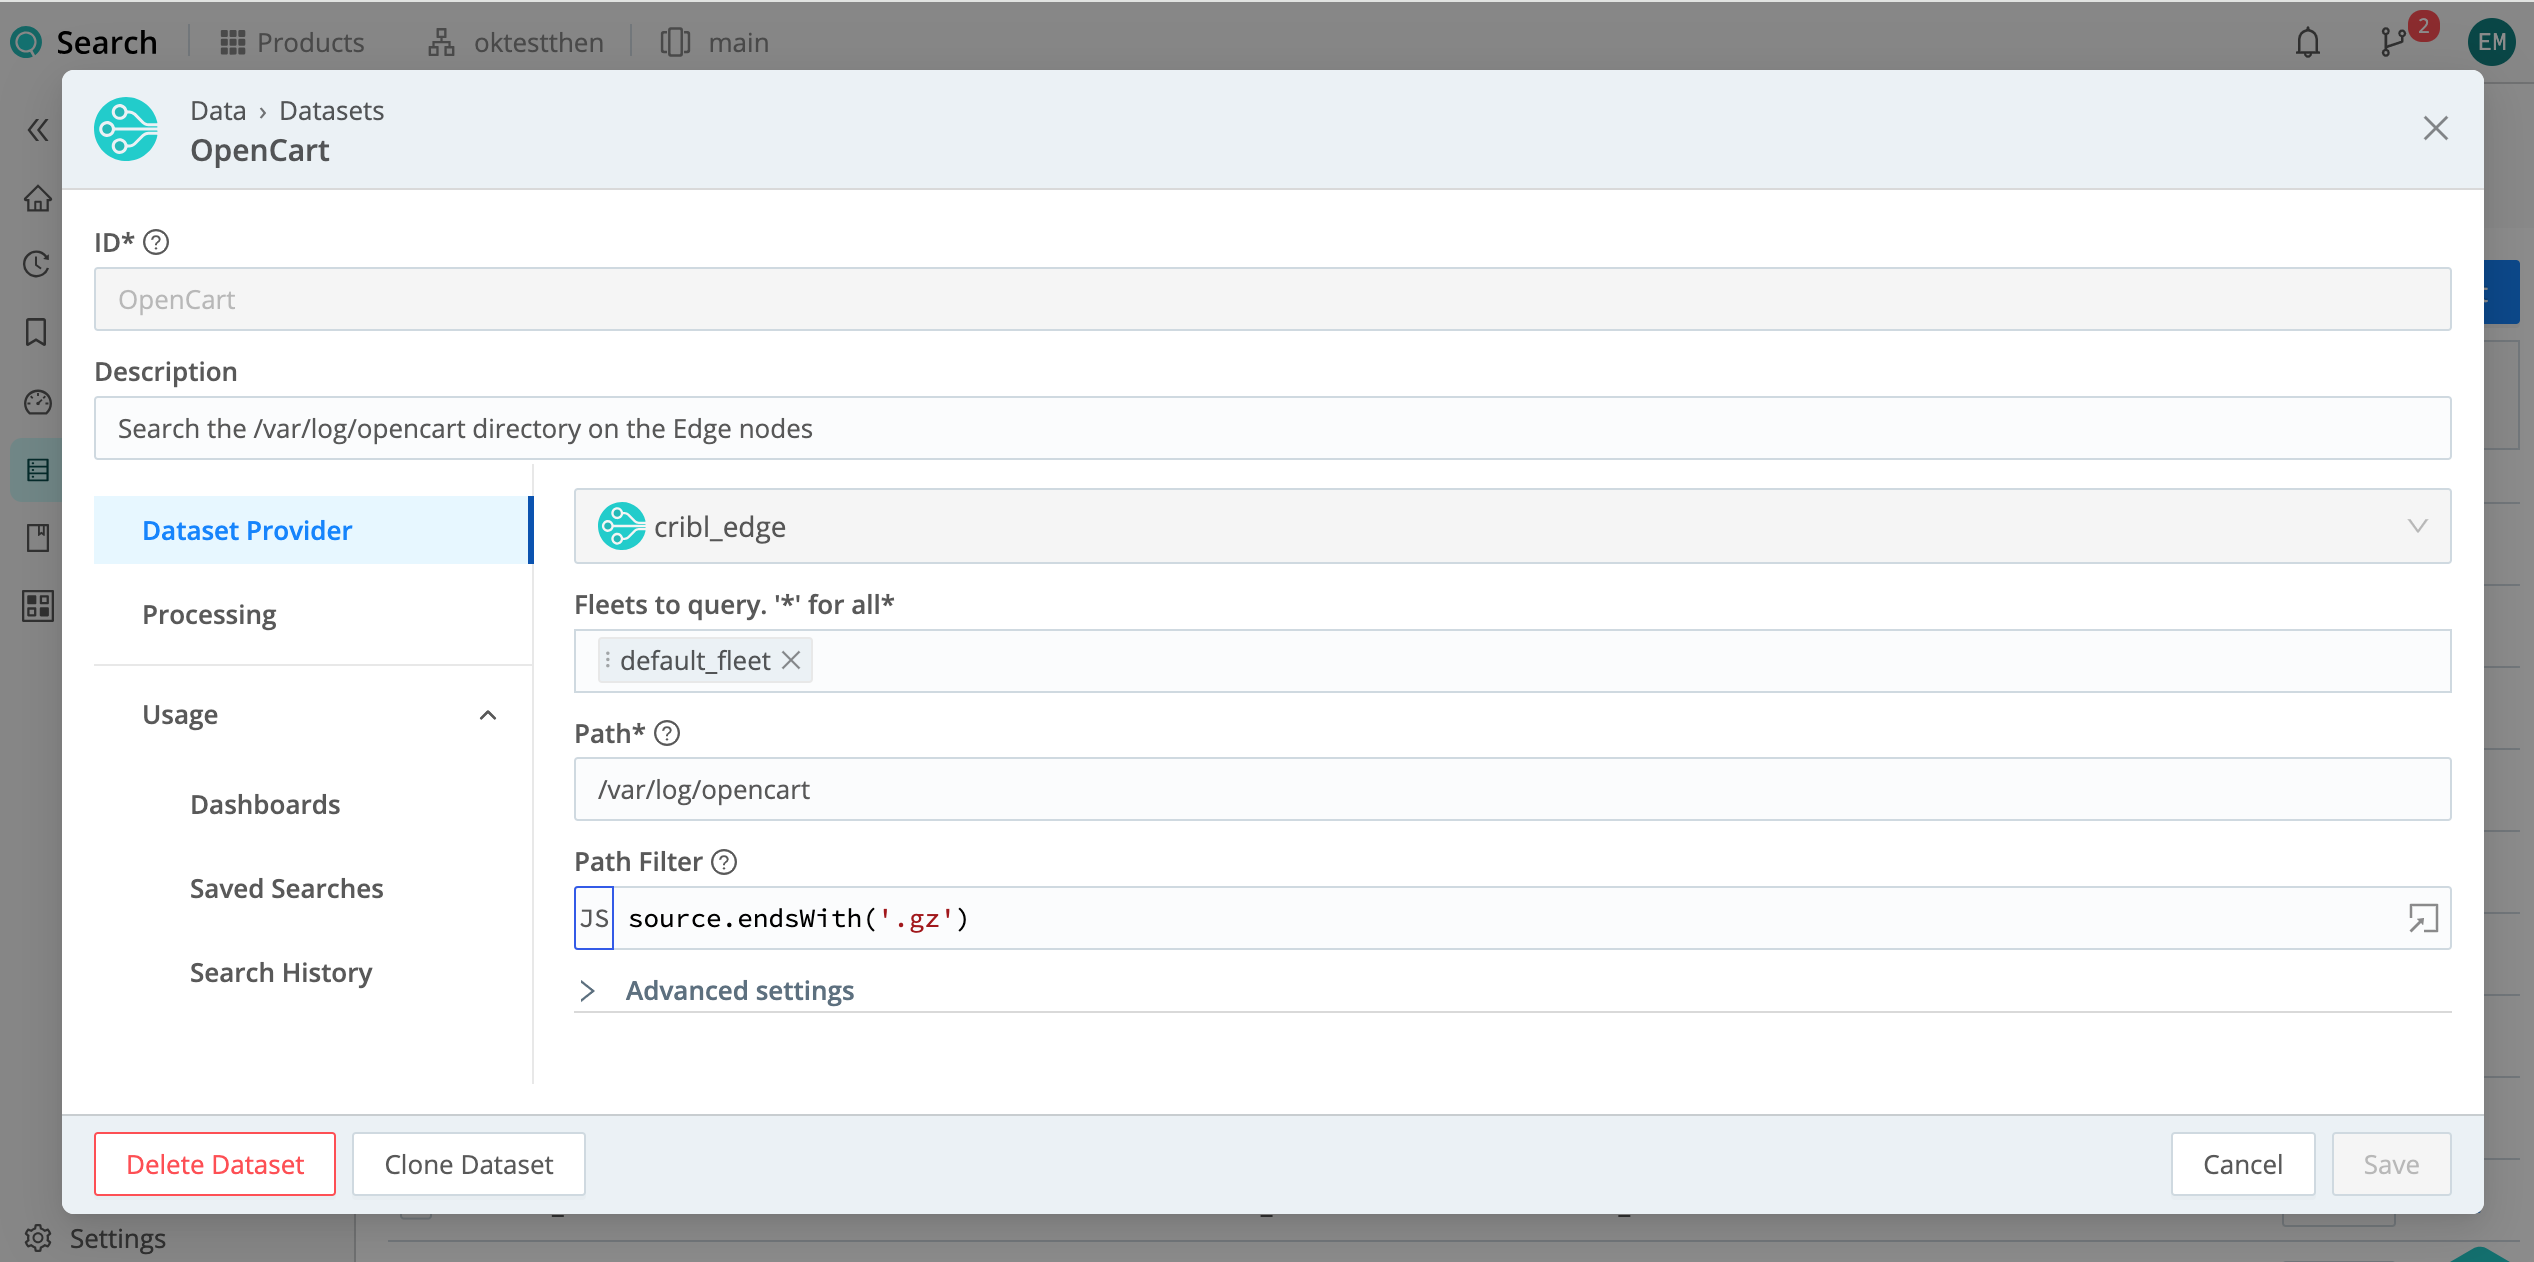 Search Products oktestthen main 2 EM
Data › Datasets
OpenCart
ID*
OpenCart
Description
Search the /var/log/opencart directory on the Edge nodes
Dataset Provider
Processing
Usage
Dashboards
Saved Searches
Search History
cribl_edge
Fleets to query. '*' for all*
default_fleet
Path*
/var/log/opencart
Path Filter
JS source.endsWith('.gz')
Advanced settings
Delete Dataset Clone Dataset Cancel Save
Settings